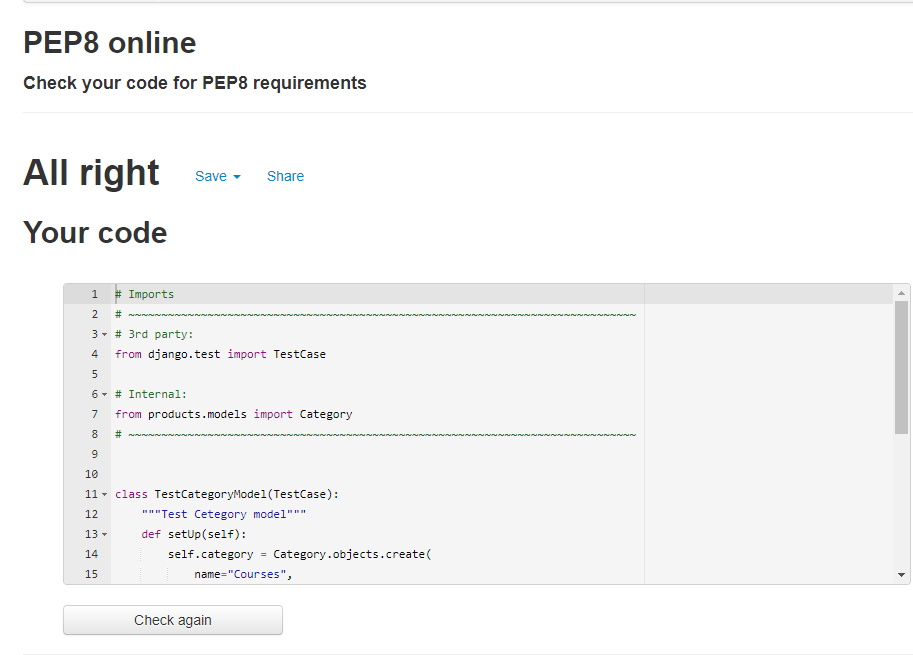 PEP8 online
Check your code for PEP8 requirements
All right Save Share
Your code
1 # Imports
2 # ~~~~~~~~~~~~~~~~~~~~~~~~~~~~~~~~~~~~~~~~~~~~~~~~~~~~~~~~~~~~~~~~~~~~~~~~~~~~~
3 # 3rd party:
4 from django.test import TestCase
5
6 # Internal:
7 from products.models import Category
8 # ~~~~~~~~~~~~~~~~~~~~~~~~~~~~~~~~~~~~~~~~~~~~~~~~~~~~~~~~~~~~~~~~~~~~~~~~~~~~~
9
10
11 class TestCategoryModel(TestCase):
12     """Test Cetegory model"""
13     def setUp(self):
14         self.category = Category.objects.create(
15             name="Courses",
Check again